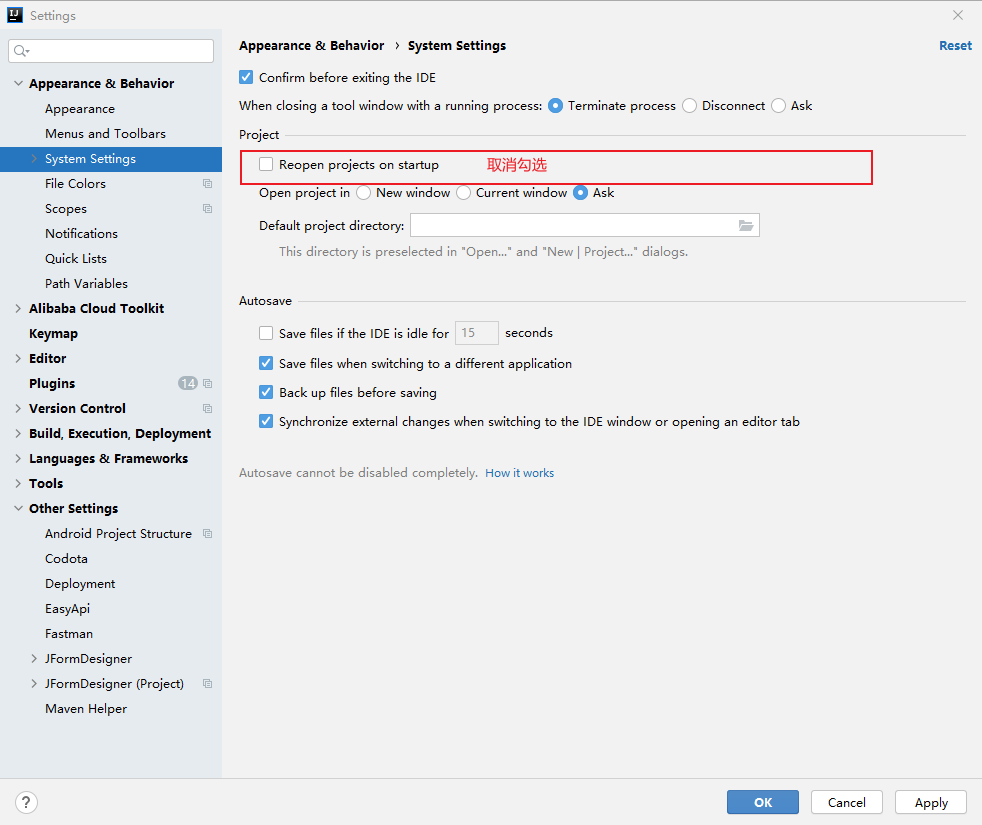 Settings
Appearance & Behavior › System Settings
Reset
Appearance & Behavior
Appearance
Menus and Toolbars
System Settings
File Colors
Scopes
Notifications
Quick Lists
Path Variables
Alibaba Cloud Toolkit
Keymap
Editor
Plugins 14
Version Control
Build, Execution, Deployment
Languages & Frameworks
Tools
Other Settings
Android Project Structure
Codota
Deployment
EasyApi
Fastman
JFormDesigner
JFormDesigner (Project)
Maven Helper
Confirm before exiting the IDE
When closing a tool window with a running process: Terminate process Disconnect Ask
Project
Reopen projects on startup 取消勾选
Open project in New window Current window Ask
Default project directory:
This directory is preselected in "Open..." and "New | Project..." dialogs.
Autosave
Save files if the IDE is idle for 15 seconds
Save files when switching to a different application
Back up files before saving
Synchronize external changes when switching to the IDE window or opening an editor tab
Autosave cannot be disabled completely. How it works
? OK Cancel Apply